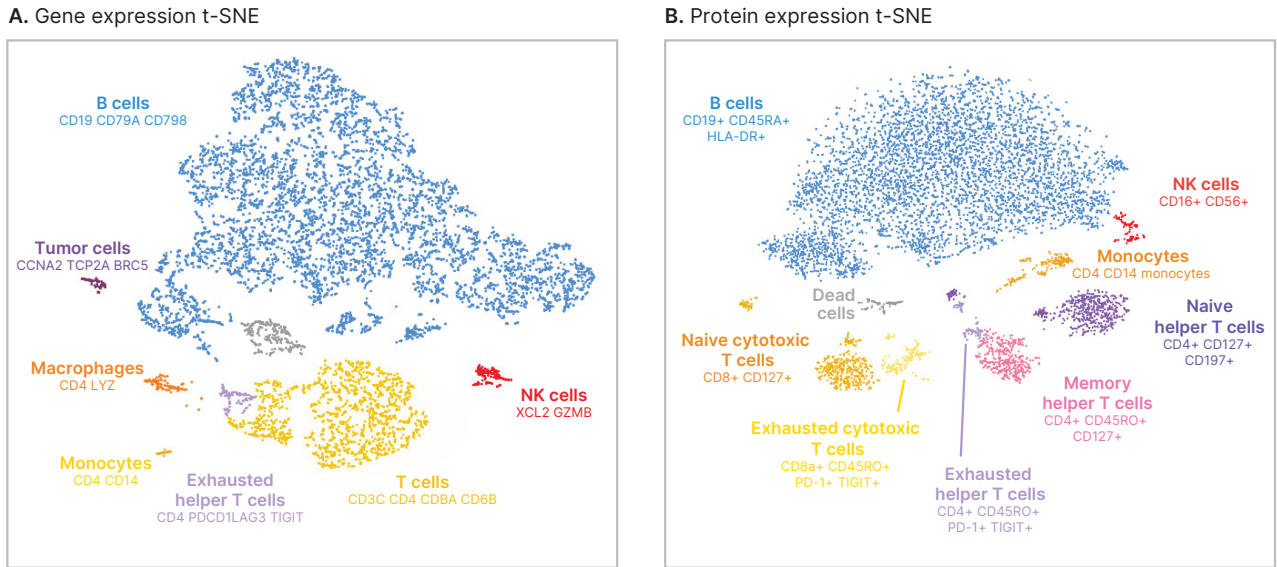 A. Gene expression t-SNE
B cells
CD19 CD79A CD798
Tumor cells
CCNA2 TCP2A BRC5
Macrophages
CD4 LYZ
Monocytes
CD4 CD14
Exhausted
helper T cells
CD4 PDCD1LAG3 TIGIT
T cells
CD3C CD4 CD8A CD6B
NK cells
XCL2 GZMB
B. Protein expression t-SNE
B cells
CD19+ CD45RA+
HLA-DR+
NK cells
CD16+ CD56+
Monocytes
CD4 CD14 monocytes
Dead
cells
Naive
helper T cells
CD4+ CD127+
CD197+
Naive cytotoxic
T cells
CD8+ CD127+
Memory
helper T cells
CD4+ CD45RO+
CD127+
Exhausted cytotoxic
T cells
CD8a+ CD45RO+
PD-1+ TIGIT+
Exhausted
helper T cells
CD4+ CD45RO+
PD-1+ TIGIT+